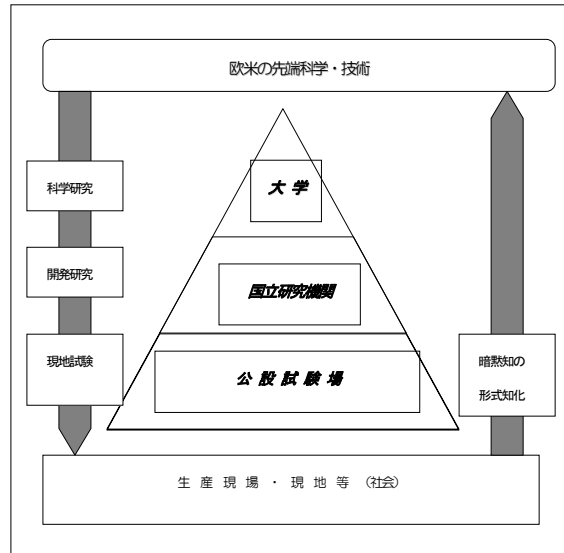 欧米の先端科学・技術
科学研究
大 学
開発研究
国立研究機関
現地試験
公 設 試 験 場
暗黙知の
形式知化
生 産 現 場 ・ 現 地 等 (社会)